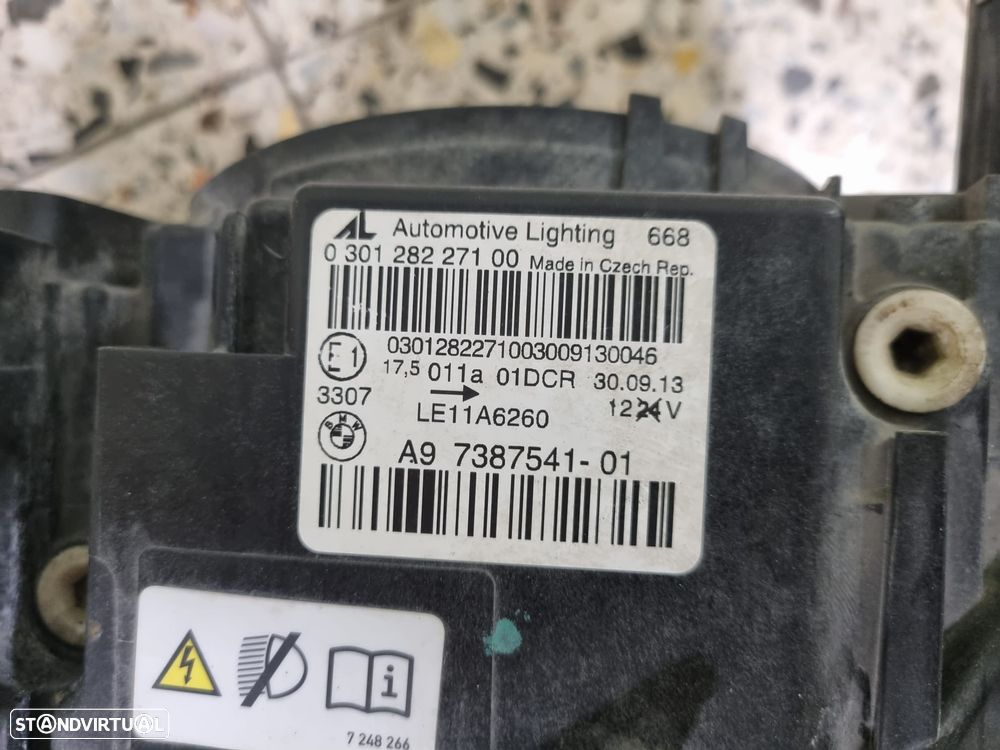 AL Automotive Lighting 668
0 301 282 271 00 Made in Czech Rep.
0301282271003009130046
E1 17,5 011a 01DCR 30.09.13
3307 12 24 V
LE11A6260
BMW
A9 7387541-01
i
7 248 266
STANDVIRTUAL